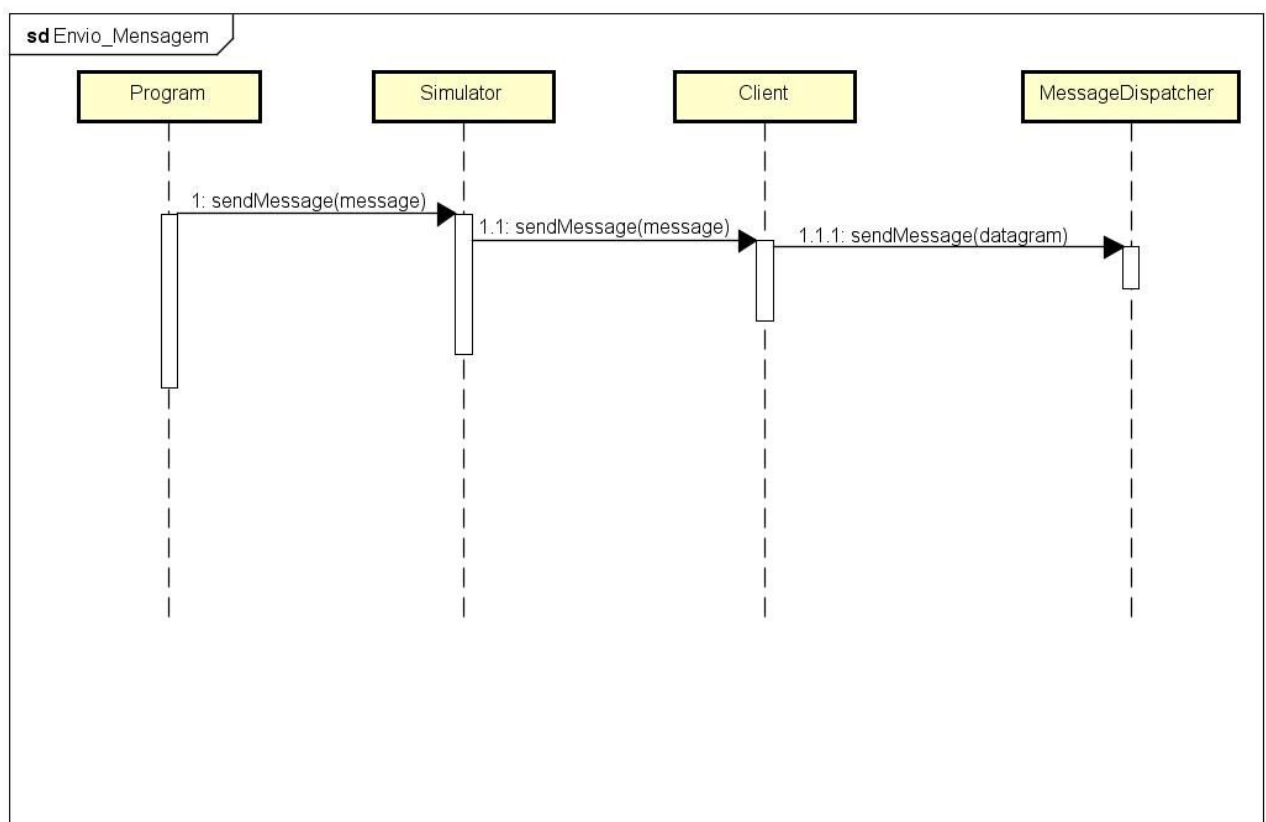 sd Envio_Mensagem
Program
Simulator
Client
MessageDispatcher
1: sendMessage(message)
1.1: sendMessage(message)
1.1.1: sendMessage(datagram)